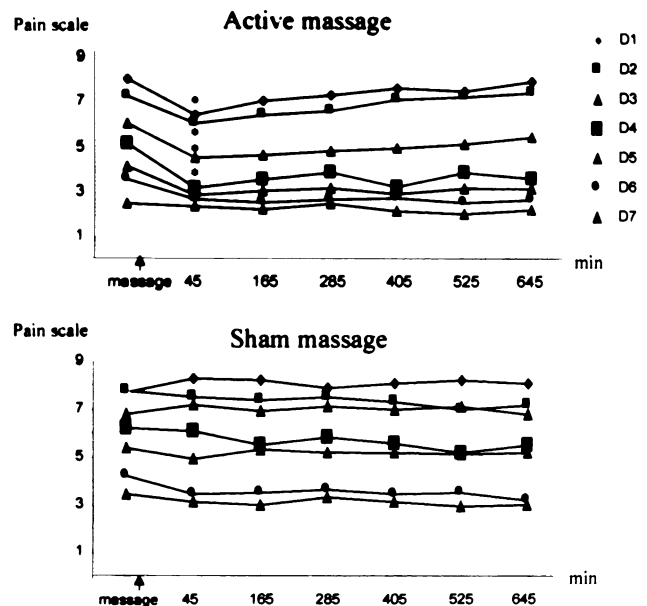 Active massage
Pain scale
9
7
5
3
1
massage 45 165 285 405 525 645 min
D1
D2
D3
D4
D5
D6
D7
Sham massage
Pain scale
9
7
5
3
1
massage 45 165 285 405 525 645 min